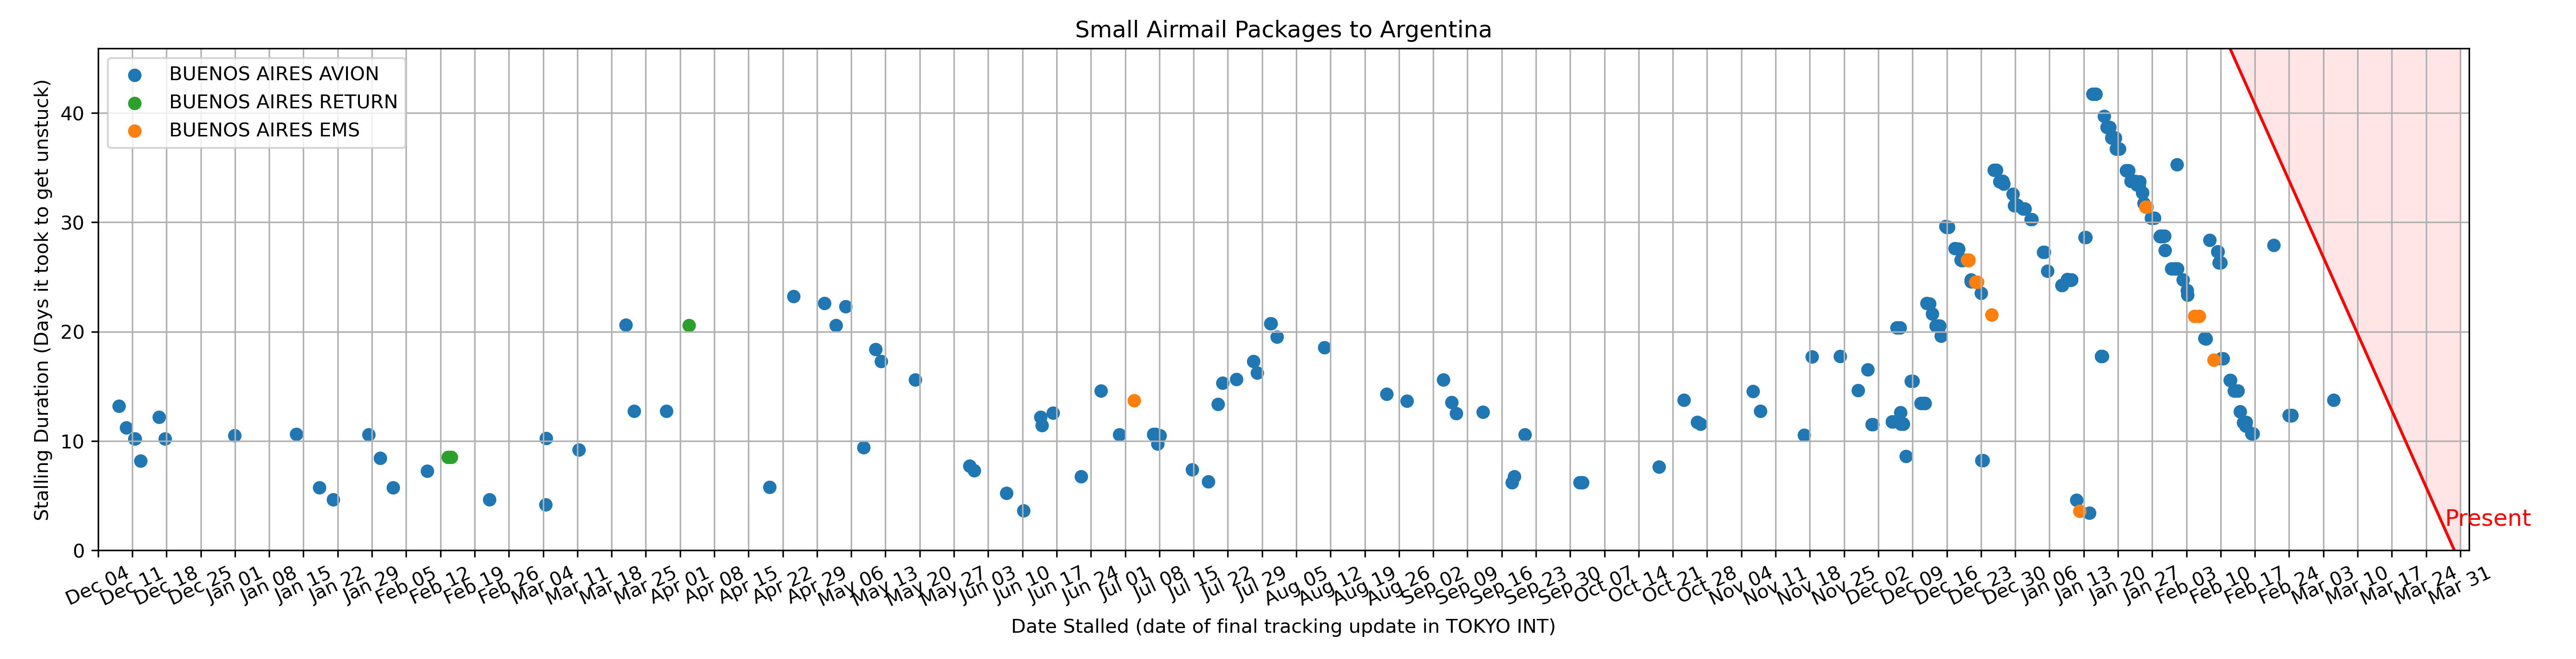 Small Airmail Packages to Argentina
BUENOS AIRES AVION
BUENOS AIRES RETURN
BUENOS AIRES EMS
Stalling Duration (Days it took to get unstuck)
40
30
20
10
0
Present
Dec 04
Dec 11
Dec 18
Dec 25
Jan 01
Jan 08
Jan 15
Jan 22
Jan 29
Feb 05
Feb 12
Feb 19
Feb 26
Mar 04
Mar 11
Mar 18
Mar 25
Apr 01
Apr 08
Apr 15
Apr 22
Apr 29
May 06
May 13
May 20
May 27
Jun 03
Jun 10
Jun 17
Jun 24
Jul 01
Jul 08
Jul 15
Jul 22
Jul 29
Aug 05
Aug 12
Aug 19
Aug 26
Sep 02
Sep 09
Sep 16
Sep 23
Sep 30
Oct 07
Oct 14
Oct 21
Oct 28
Nov 04
Nov 11
Nov 18
Nov 25
Dec 02
Dec 09
Dec 16
Dec 23
Dec 30
Jan 06
Jan 13
Jan 20
Jan 27
Feb 03
Feb 10
Feb 17
Feb 24
Mar 03
Mar 10
Mar 17
Mar 24
Mar 31
Date Stalled (date of final tracking update in TOKYO INT)